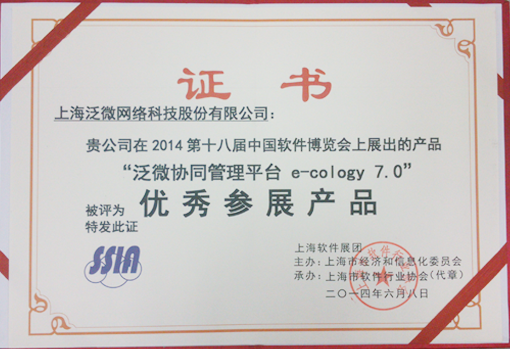 证书
上海泛微网络科技股份有限公司：
贵公司在2014第十八届中国软件博览会上展出的产品
“泛微协同管理平台 e-cology 7.0”
被评为 优秀参展产品
特发此证
SSIA
上海软件展团
主办：上海市经济和信息化委员会
承办：上海市软件行业协会(代章)
二〇一四年六月八日